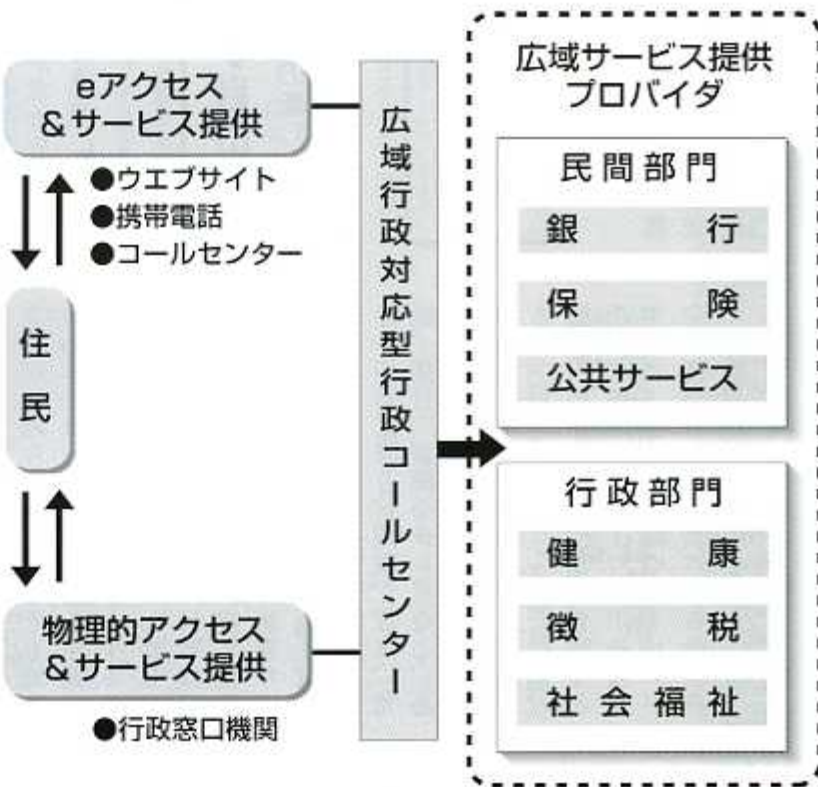 eアクセス
&サービス提供
●ウエブサイト
●携帯電話
●コールセンター
住民
物理的アクセス
&サービス提供
●行政窓口機関
広域行政対応型行政コールセンター
広域サービス提供
プロバイダ
民間部門
銀行
保険
公共サービス
行政部門
健康
徴税
社会福祉